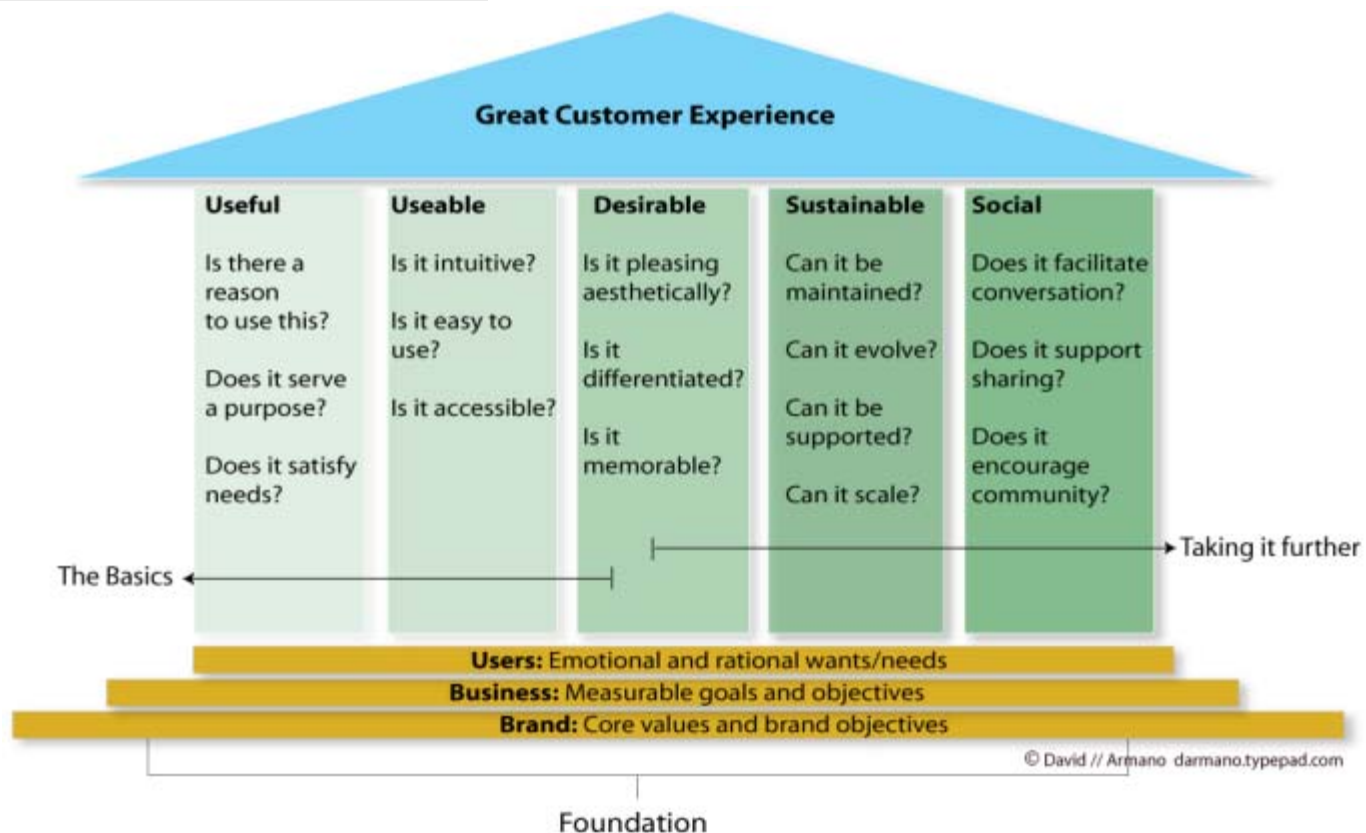 Great Customer Experience
Useful
Is there a
reason
to use this?
Does it serve
a purpose?
Does it satisfy
needs?
Useable
Is it intuitive?
Is it easy to
use?
Is it accessible?
Desirable
Is it pleasing
aesthetically?
Is it
differentiated?
Is it
memorable?
Sustainable
Can it be
maintained?
Can it evolve?
Can it be
supported?
Can it scale?
Social
Does it facilitate
conversation?
Does it support
sharing?
Does it
encourage
community?
Taking it further
The Basics
Users: Emotional and rational wants/needs
Business: Measurable goals and objectives
Brand: Core values and brand objectives
© David // Armano darmano.typepad.com
Foundation